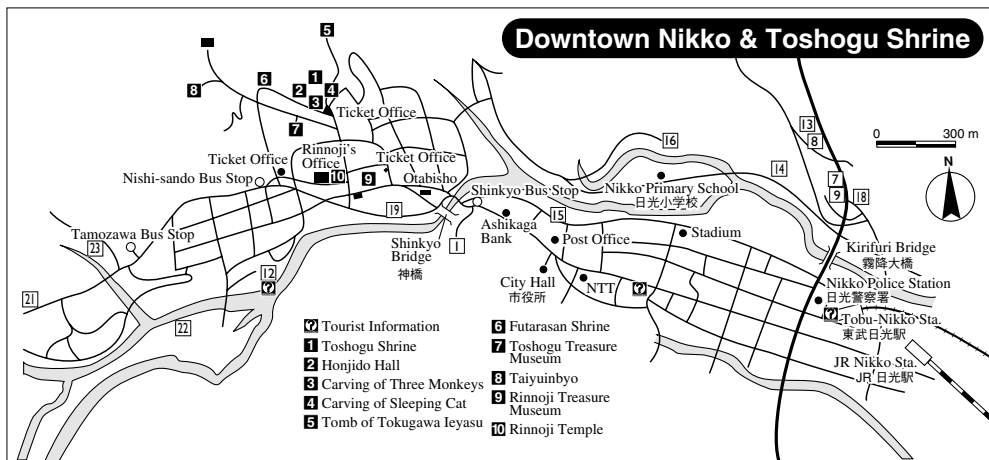 Downtown Nikko & Toshogu Shrine
5
6
1
2
4
3
8
7
Ticket Office
13
8
0 300 m
N
16
14
7
9
18
Rinnoji's
Office
Ticket Office
Ticket Office
10
9
Otabisho
Nishi-sando Bus Stop
19
Shinkyo Bus Stop
Nikko Primary School
日光小学校
Tamozawa Bus Stop
23
Shinkyo
Bridge
神橋
1
Ashikaga
Bank
15
Post Office
Stadium
Kirifuri Bridge
霧降大橋
12
?
City Hall
市役所
NTT
?
Nikko Police Station
日光警察署
?
Tobu-Nikko Sta.
東武日光駅
21
22
JR Nikko Sta.
JR 日光駅
? Tourist Information
1 Toshogu Shrine
2 Honjido Hall
3 Carving of Three Monkeys
4 Carving of Sleeping Cat
5 Tomb of Tokugawa Ieyasu
6 Futarasan Shrine
7 Toshogu Treasure
Museum
8 Taiyuinbyo
9 Rinnoji Treasure
Museum
10 Rinnoji Temple